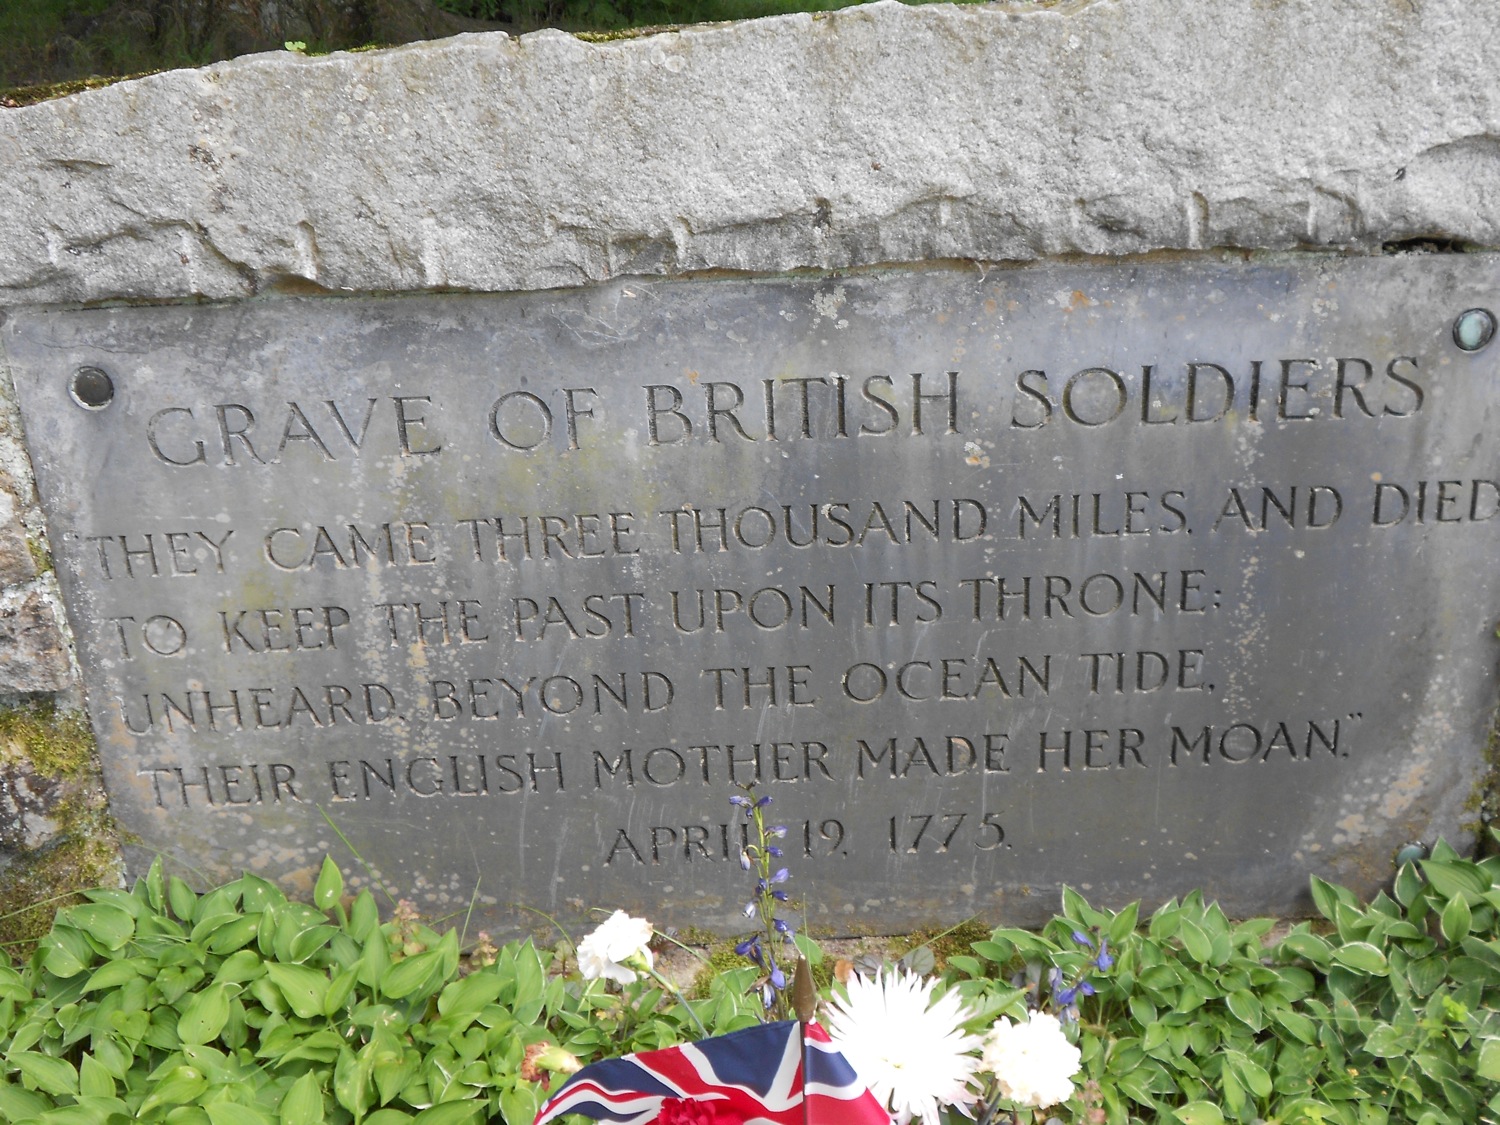 GRAVE OF BRITISH SOLDIERS
"THEY CAME THREE THOUSAND MILES, AND DIED,
TO KEEP THE PAST UPON ITS THRONE:
UNHEARD, BEYOND THE OCEAN TIDE,
THEIR ENGLISH MOTHER MADE HER MOAN."
APRIL 19, 1775.